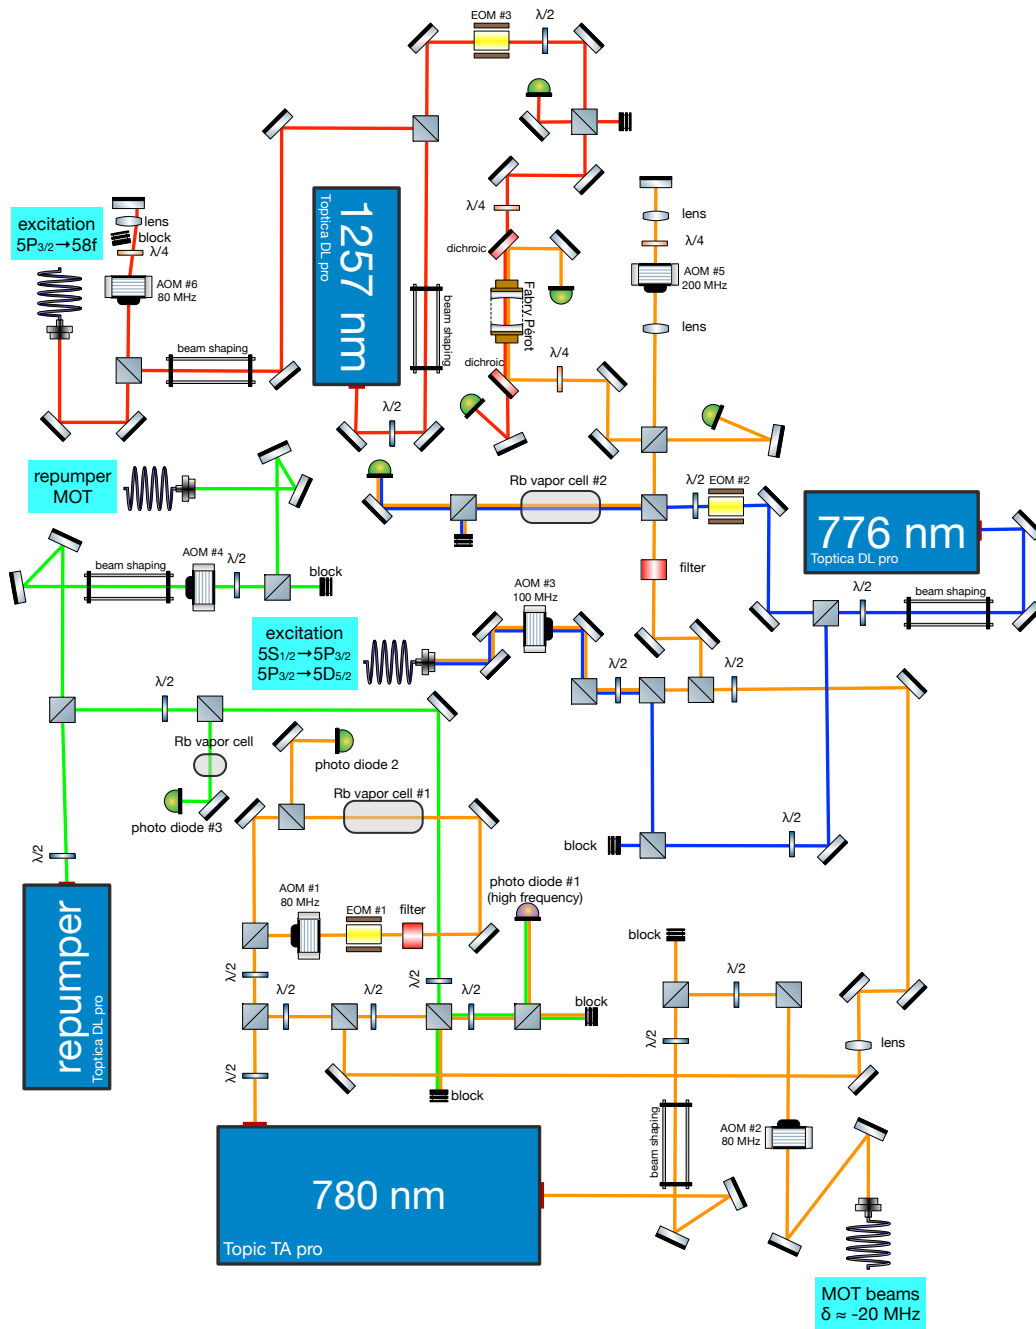 EOM #3
λ/2
λ/4
lens
λ/4
AOM #5
200 MHz
lens
excitation
5P3/2→58f
lens
block
λ/4
AOM #6
80 MHz
beam shaping
1257 nm
Toptica DL pro
beam shaping
λ/2
dichroic
Fabry Pérot
dichroic
λ/4
repumper
MOT
Rb vapor cell #2
λ/2
EOM #2
776 nm
Toptica DL pro
AOM #4
λ/2
beam shaping
block
filter
AOM #3
100 MHz
λ/2
beam shaping
excitation
5S1/2→5P3/2
5P3/2→5D5/2
λ/2
λ/2
λ/2
Rb vapor cell
photo diode #3
photo diode 2
Rb vapor cell #1
block
λ/2
λ/2
repumper
Toptica DL pro
AOM #1
80 MHz
EOM #1
filter
photo diode #1
(high frequency)
block
λ/2
λ/2
λ/2
λ/2
λ/2
block
λ/2
λ/2
lens
λ/2
block
beam shaping
AOM #2
80 MHz
780 nm
Topic TA pro
MOT beams
δ ≈ -20 MHz